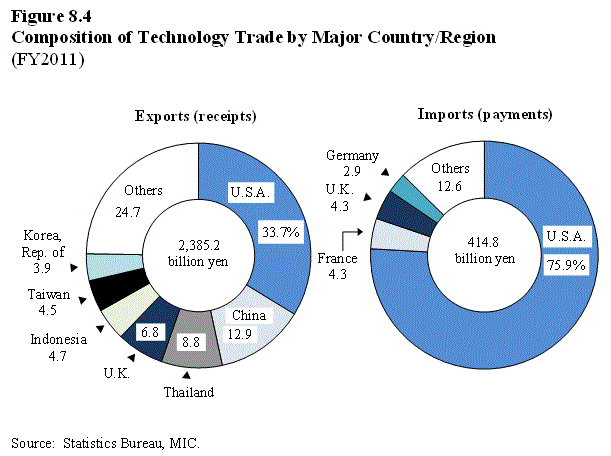 Figure 8.4
Composition of Technology Trade by Major Country/Region
(FY2011)
Exports (receipts)
Others
24.7
U.S.A.
33.7%
2,385.2
billion yen
Korea,
Rep. of
3.9
Taiwan
4.5
Indonesia
4.7
U.K.
6.8
Thailand
8.8
China
12.9
Imports (payments)
Germany
2.9
U.K.
4.3
France
4.3
Others
12.6
U.S.A.
75.9%
414.8
billion yen
Source:  Statistics Bureau, MIC.